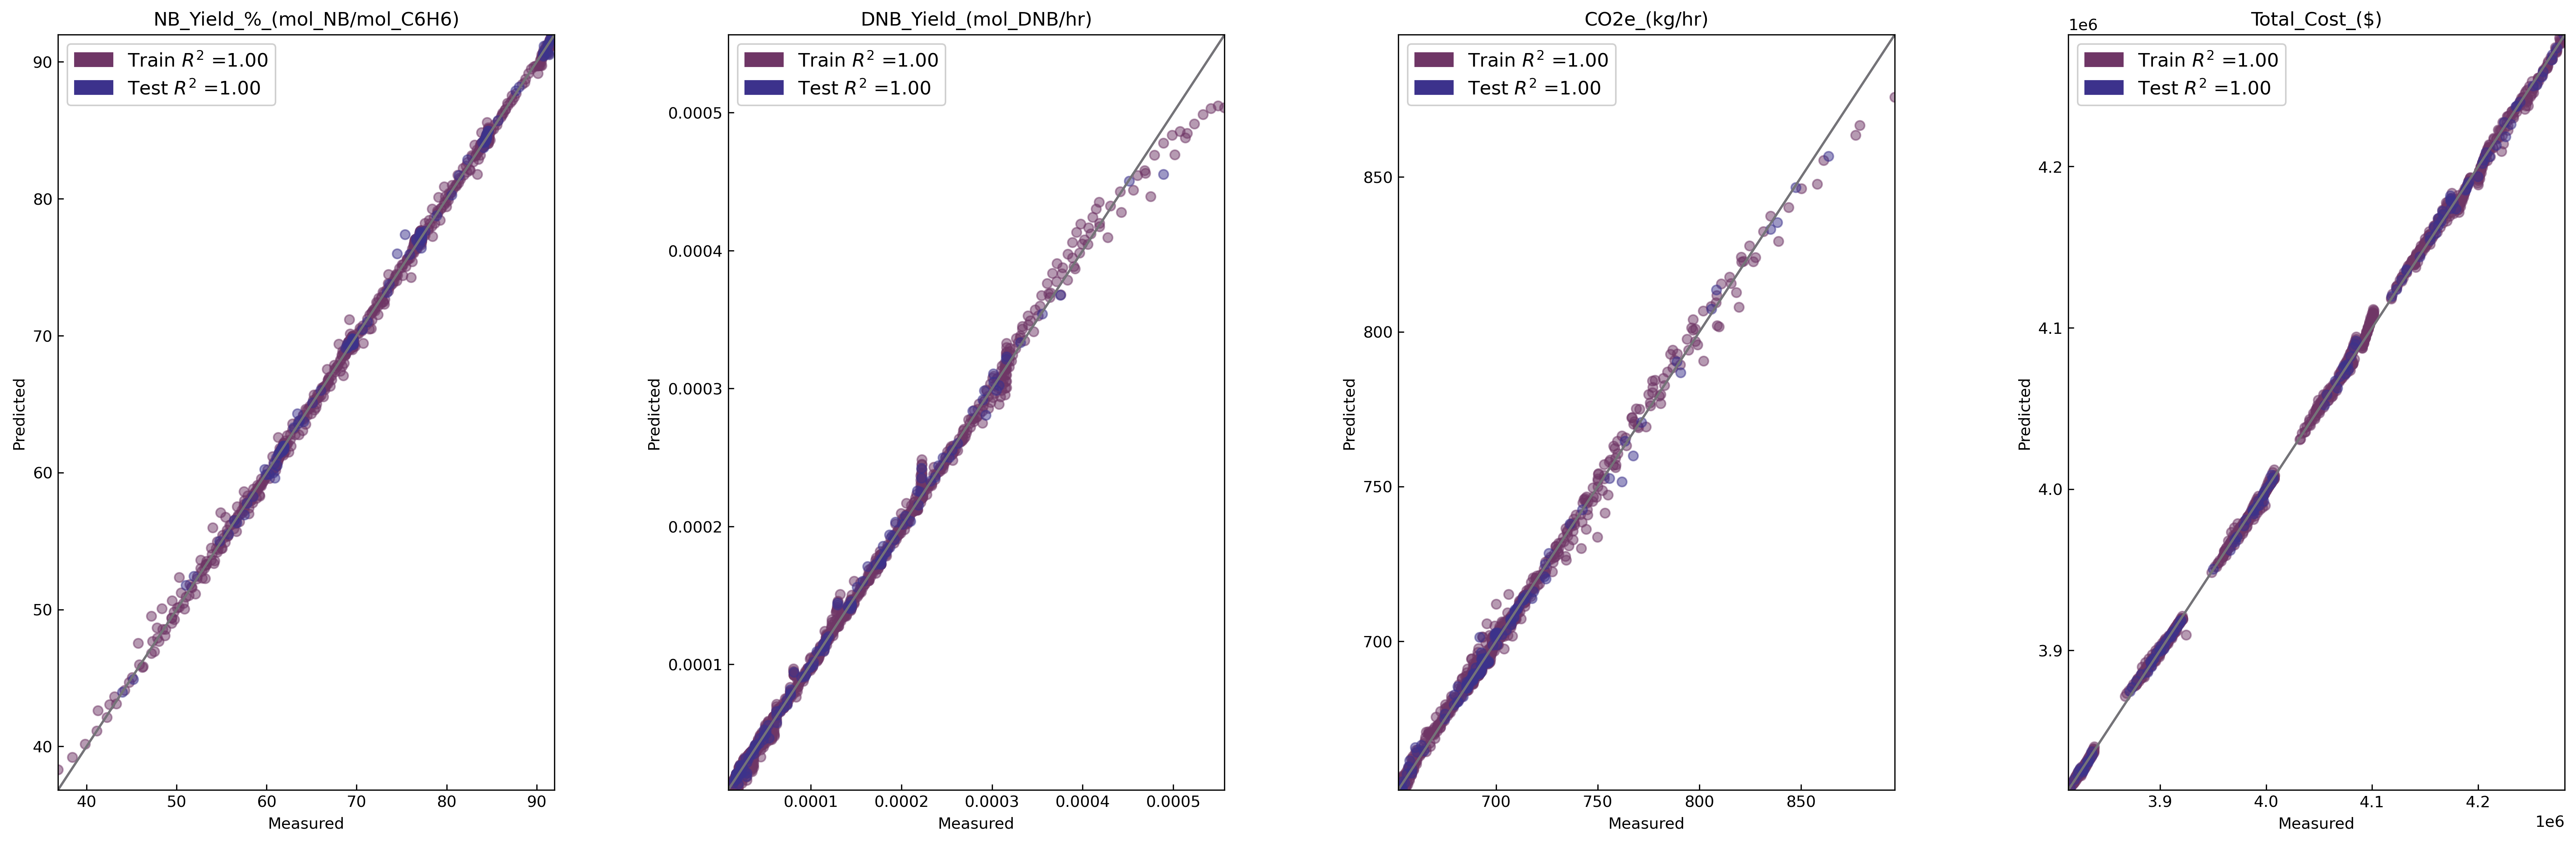 NB_Yield_%_(mol_NB/mol_C6H6)
Train R² =1.00
Test R² =1.00
90
80
70
60
50
40
Predicted
40 50 60 70 80 90
Measured
DNB_Yield_(mol_DNB/hr)
Train R² =1.00
Test R² =1.00
0.0005
0.0004
0.0003
0.0002
0.0001
Predicted
0.0001 0.0002 0.0003 0.0004 0.0005
Measured
CO2e_(kg/hr)
Train R² =1.00
Test R² =1.00
850
800
750
700
Predicted
700 750 800 850
Measured
Total_Cost_($)
1e6
Train R² =1.00
Test R² =1.00
4.2
4.1
4.0
3.9
Predicted
3.9 4.0 4.1 4.2
1e6
Measured